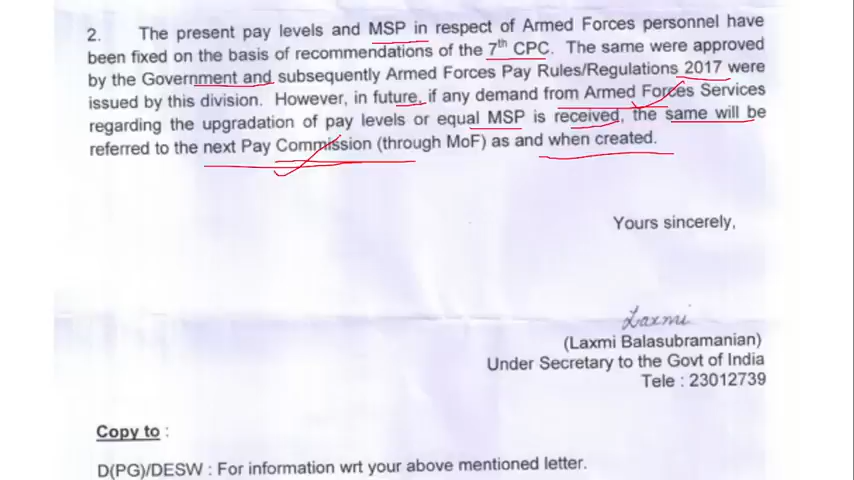 2. The present pay levels and MSP in respect of Armed Forces personnel have
been fixed on the basis of recommendations of the 7th CPC. The same were approved
by the Government and subsequently Armed Forces Pay Rules/Regulations 2017 were
issued by this division. However, in future, if any demand from Armed Forces Services
regarding the upgradation of pay levels or equal MSP is received, the same will be
referred to the next Pay Commission (through MoF) as and when created.
Yours sincerely,
Laxmi
(Laxmi Balasubramanian)
Under Secretary to the Govt of India
Tele : 23012739
Copy to :
D(PG)/DESW : For information wrt your above mentioned letter.